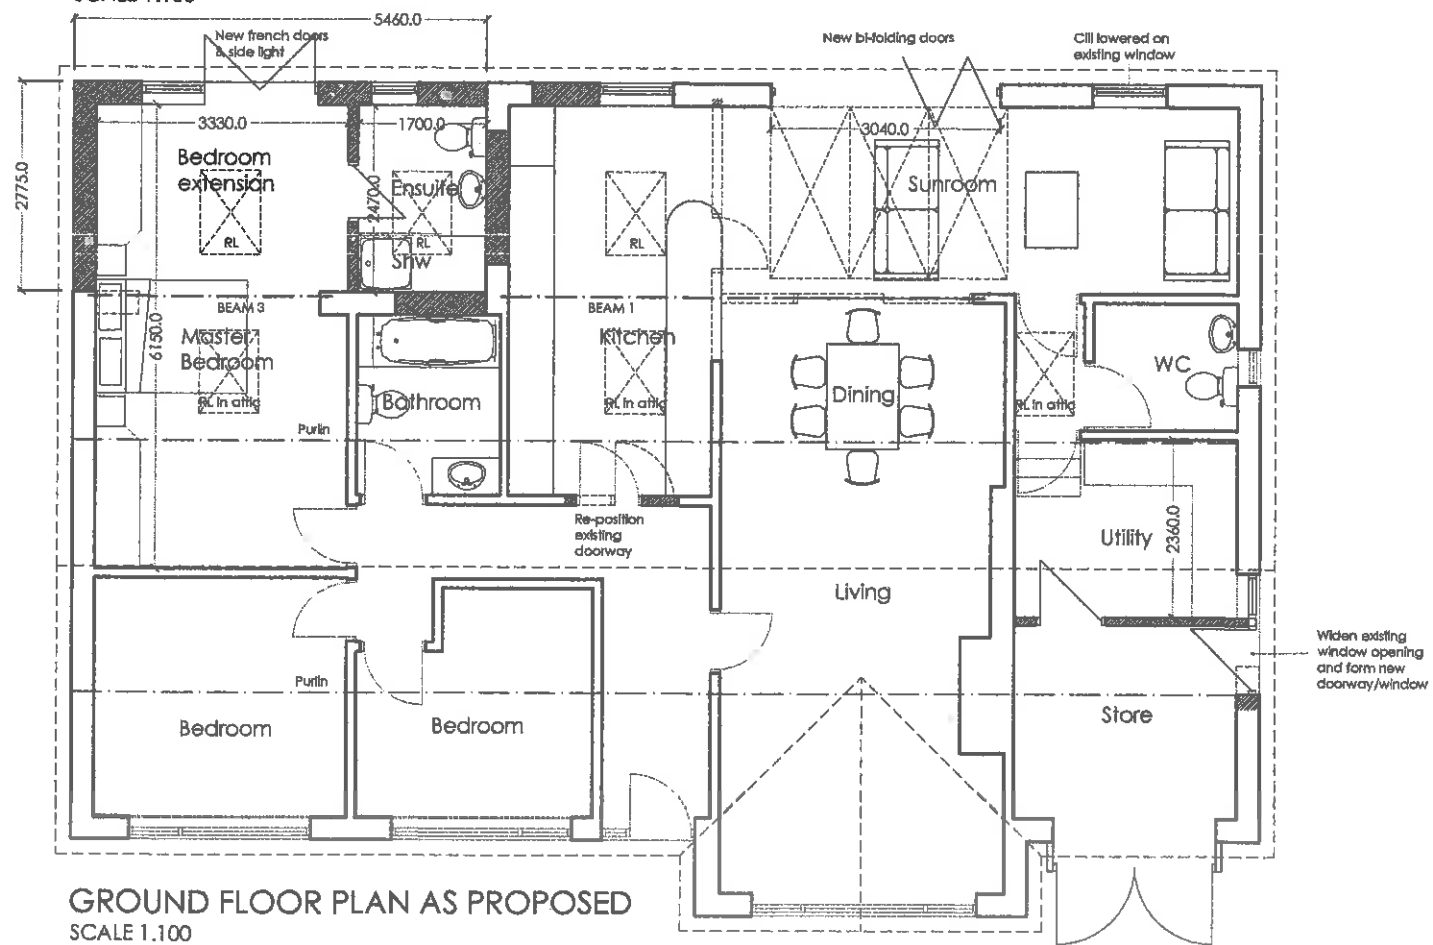 5460.0
New french doors
& side light
New bi-folding doors
Cill lowered on
existing window
3330.0
1700.0
3040.0
2775.0
Bedroom
extension
2470.0
Ensuite
Sunroom
RL
RL
RL
Shw
BEAM 3
BEAM 1
6150.0
Master
Bedroom
Kitchen
WC
Dining
RL in attic
Bathroom
RL in attic
RL in attic
Purlin
Re-position
existing
doorway
Utility
2360.0
Living
Widen existing
window opening
and form new
doorway/window
Purlin
Bedroom
Bedroom
Store
GROUND FLOOR PLAN AS PROPOSED
SCALE 1.100